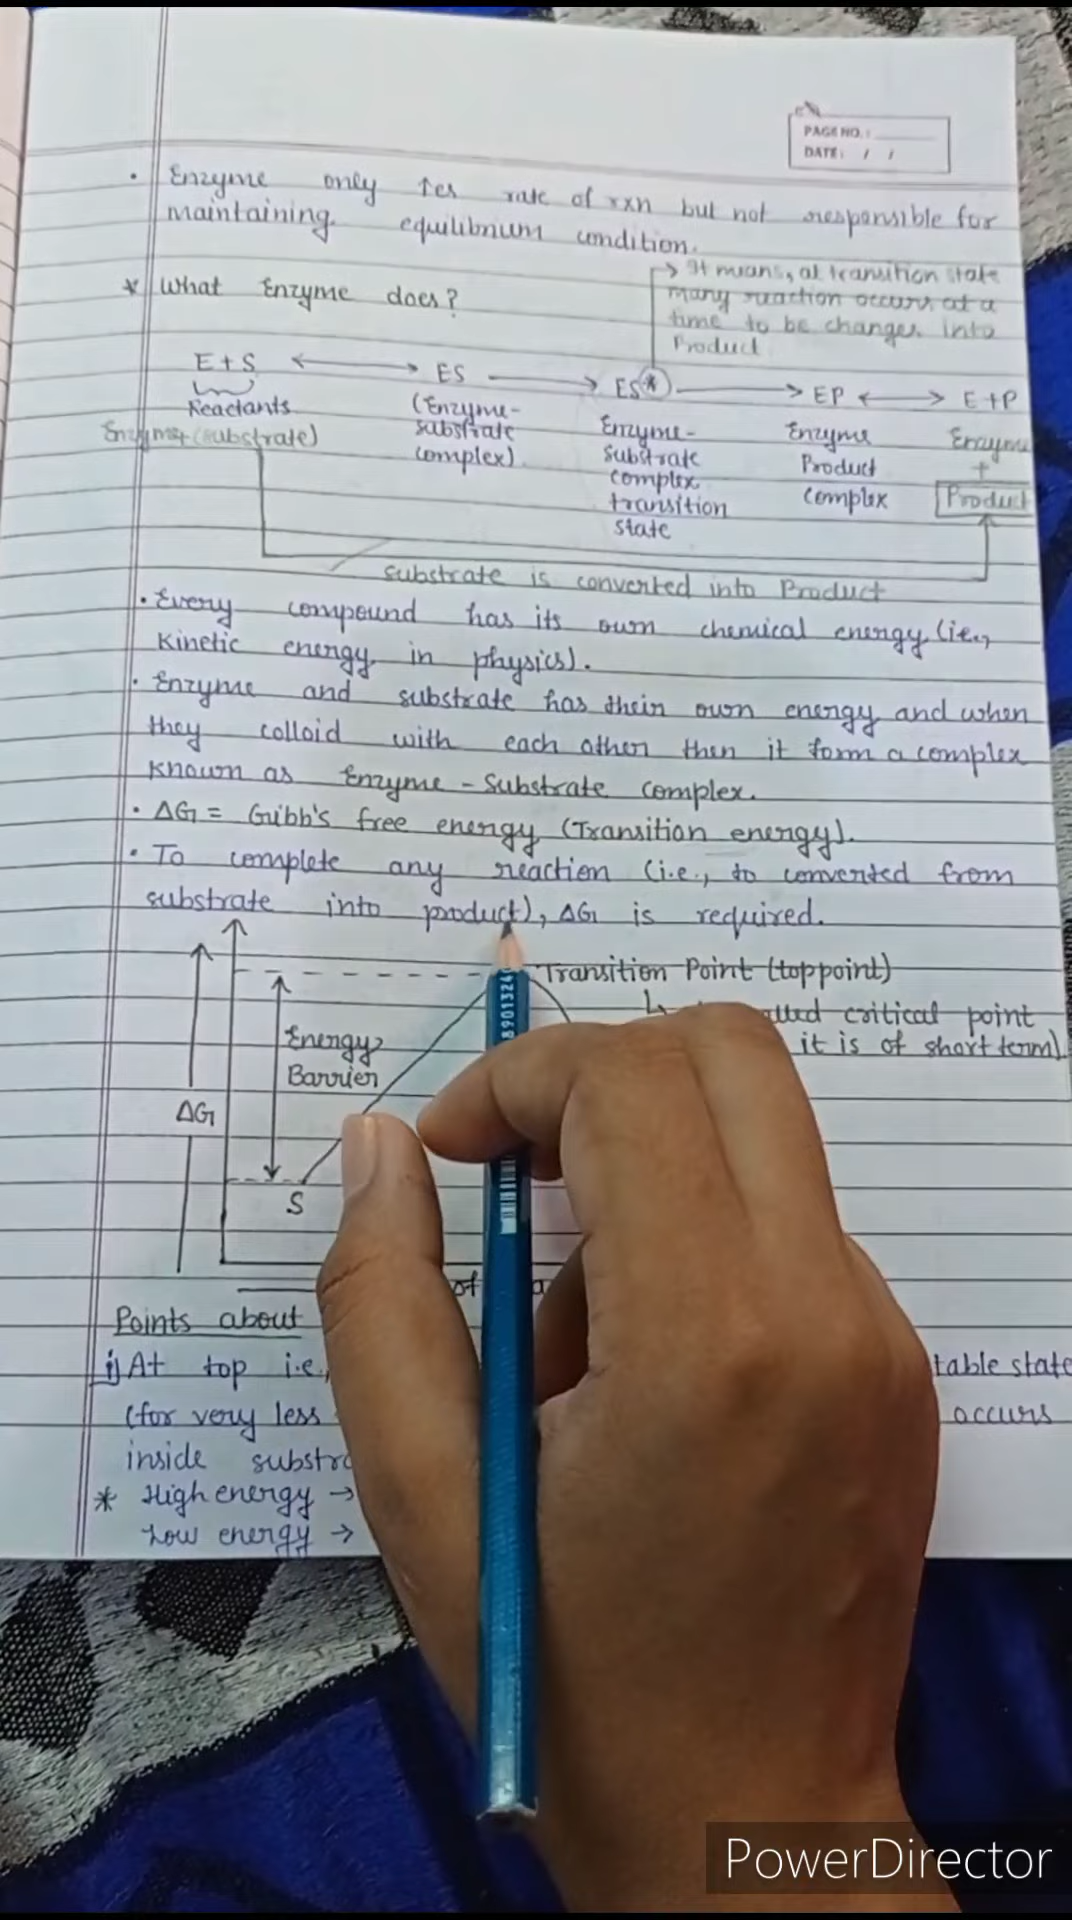 PAGE NO.:
DATE: / /
• Enzyme only ↑es rate of rxn but not responsible for
maintaining equilibrium condition.
→ It means, at transition state
many reaction occurs at a
time to be changes into
Product
* What Enzyme does?
E+S ⟷ ES → ES* → EP ⟷ E+P
Reactants
Enzyme+(substrate)
(Enzyme-
substrate
complex)
Enzyme-
substrate
complex
transition
state
Enzyme
Product
complex
Enzyme
+
Product
substrate is converted into Product
• Every compound has its own chemical energy (i.e.,
Kinetic energy in physics).
• Enzyme and substrate has their own energy and when
they colloid with each other then it form a complex
known as Enzyme-Substrate complex.
• ΔG = Gibb's free energy (Transition energy).
• To complete any reaction (i.e., to converted from
substrate into product), ΔG is required.
Transition Point (top point)
critical point
it is of short term)
Energy
Barrier
ΔG
S
of
Points about
i) At top i.e.,
table state
(for very less
occurs
inside
* High energy →
Low energy →
8901324
PowerDirector